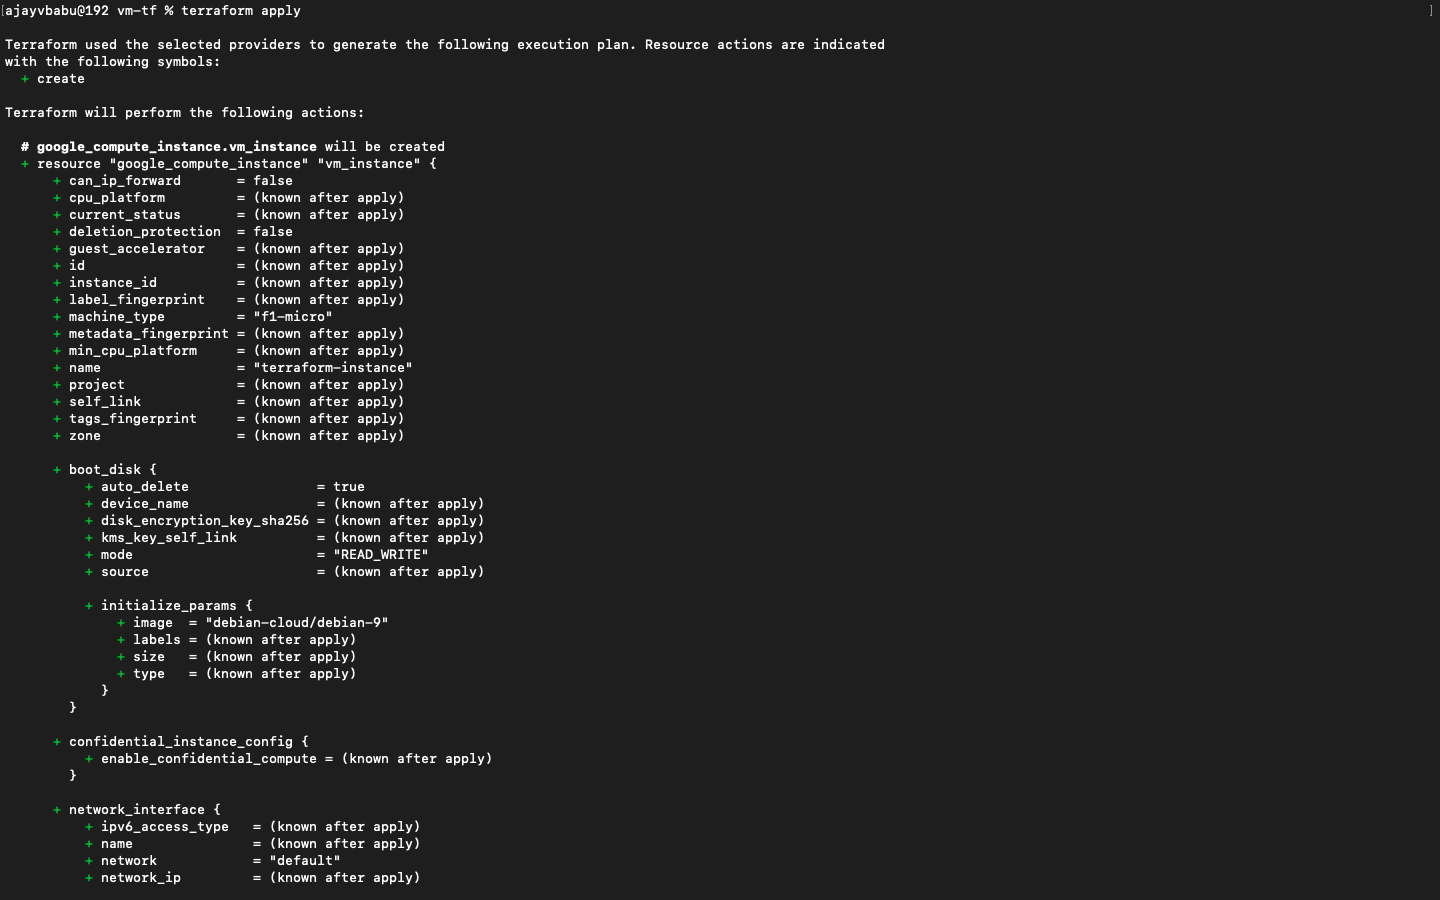 [ajayvbabu@192 vm-tf % terraform apply ]
Terraform used the selected providers to generate the following execution plan. Resource actions are indicated
with the following symbols:
  + create
Terraform will perform the following actions:
  # google_compute_instance.vm_instance will be created
  + resource "google_compute_instance" "vm_instance" {
      + can_ip_forward       = false
      + cpu_platform         = (known after apply)
      + current_status       = (known after apply)
      + deletion_protection  = false
      + guest_accelerator    = (known after apply)
      + id                   = (known after apply)
      + instance_id          = (known after apply)
      + label_fingerprint    = (known after apply)
      + machine_type         = "f1-micro"
      + metadata_fingerprint = (known after apply)
      + min_cpu_platform     = (known after apply)
      + name                 = "terraform-instance"
      + project              = (known after apply)
      + self_link            = (known after apply)
      + tags_fingerprint     = (known after apply)
      + zone                 = (known after apply)
      + boot_disk {
          + auto_delete                = true
          + device_name                = (known after apply)
          + disk_encryption_key_sha256 = (known after apply)
          + kms_key_self_link          = (known after apply)
          + mode                       = "READ_WRITE"
          + source                     = (known after apply)
          + initialize_params {
              + image  = "debian-cloud/debian-9"
              + labels = (known after apply)
              + size   = (known after apply)
              + type   = (known after apply)
            }
        }
      + confidential_instance_config {
          + enable_confidential_compute = (known after apply)
        }
      + network_interface {
          + ipv6_access_type   = (known after apply)
          + name               = (known after apply)
          + network            = "default"
          + network_ip         = (known after apply)